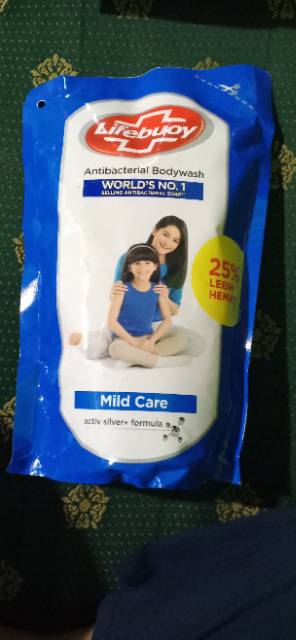 Lifebuoy
Antibacterial Bodywash
WORLD'S NO. 1
SELLING ANTIBACTERIAL SOAP
25%
LEBIH
HEMAT
Mild Care
activ silver+ formula